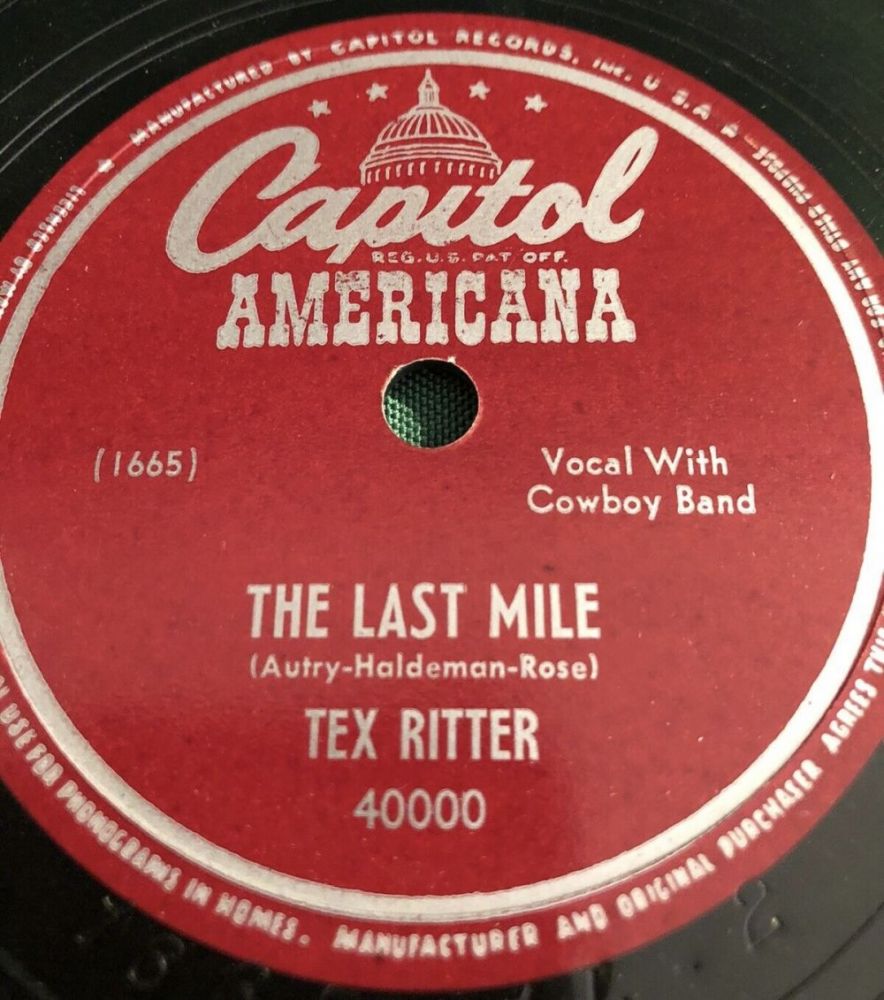 MANUFACTURED BY CAPITOL RECORDS, INC. U.S.A.
Capitol
REG. U.S. PAT. OFF.
AMERICANA
(1665)
Vocal With
Cowboy Band
THE LAST MILE
(Autry-Haldeman-Rose)
TEX RITTER
40000
USE FOR PHONOGRAPHS IN HOMES. MANUFACTURER AND ORIGINAL PURCHASER AGREES THIS